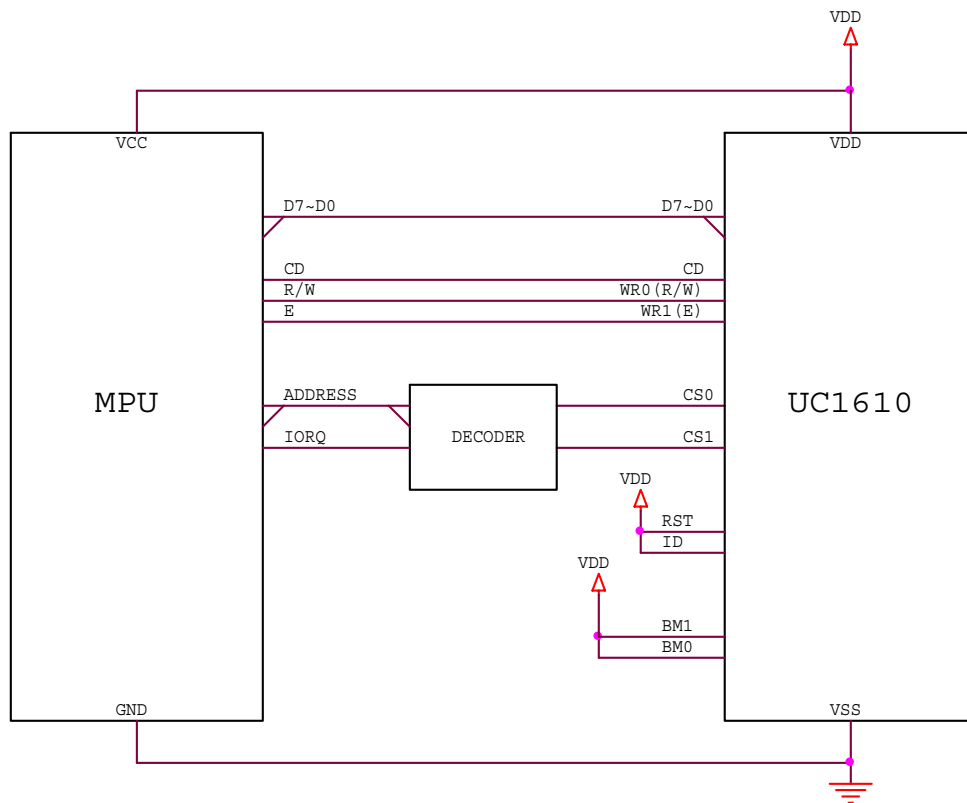 VDD
VCC VDD
D7~D0 D7~D0
CD CD
R/W WR0(R/W)
E WR1(E)
MPU ADDRESS CS0 UC1610
IORQ DECODER CS1
VDD
RST
ID
VDD
BM1
BM0
GND VSS